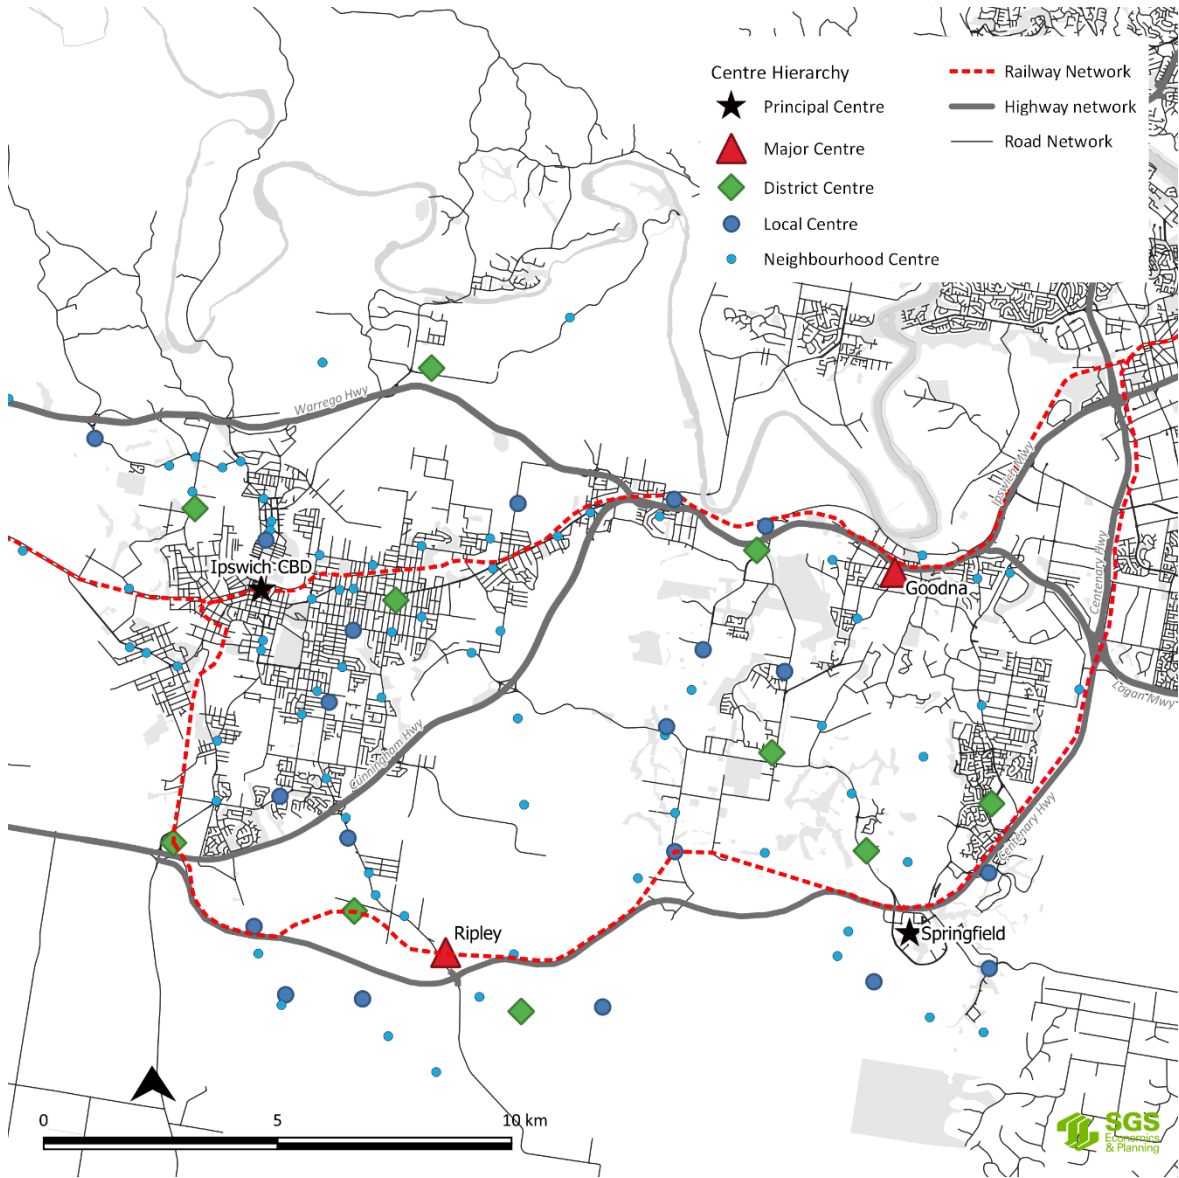 Centre Hierarchy
Principal Centre
Major Centre
District Centre
Local Centre
Neighbourhood Centre
Railway Network
Highway network
Road Network
Warrego Hwy
Ipswich Mwy
Centenary Hwy
Ipswich CBD
Goodna
Logan Mwy
Cunningham Hwy
Centenary Hwy
Ripley
Springfield
0 5 10 km
SGS
Economics
& Planning